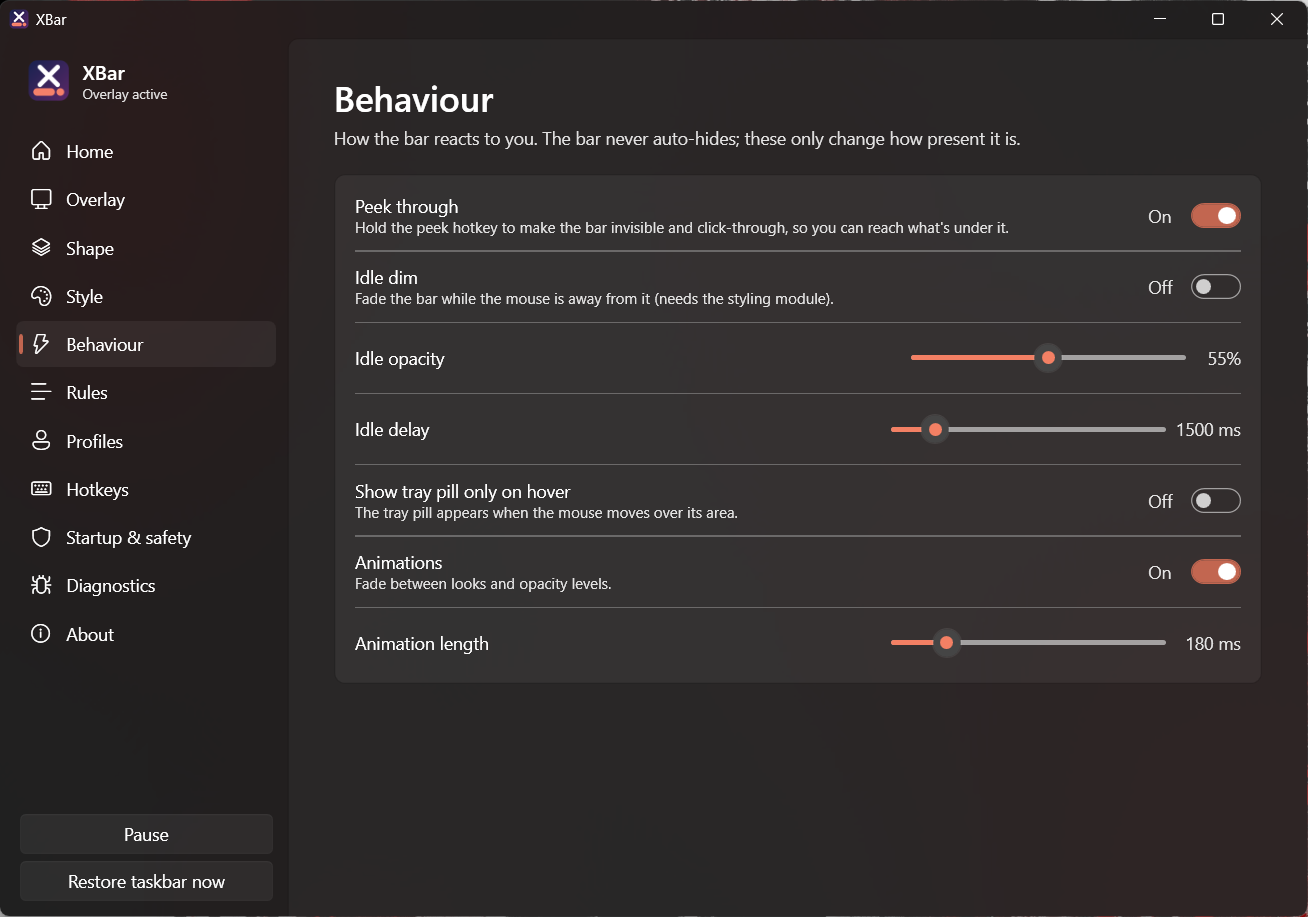 XBar
XBar
Overlay active
Home
Overlay
Shape
Style
Behaviour
Rules
Profiles
Hotkeys
Startup & safety
Diagnostics
About
Pause
Restore taskbar now
Behaviour
How the bar reacts to you. The bar never auto-hides; these only change how present it is.
Peek through
Hold the peek hotkey to make the bar invisible and click-through, so you can reach what's under it.
On
Idle dim
Fade the bar while the mouse is away from it (needs the styling module).
Off
Idle opacity
55%
Idle delay
1500 ms
Show tray pill only on hover
The tray pill appears when the mouse moves over its area.
Off
Animations
Fade between looks and opacity levels.
On
Animation length
180 ms